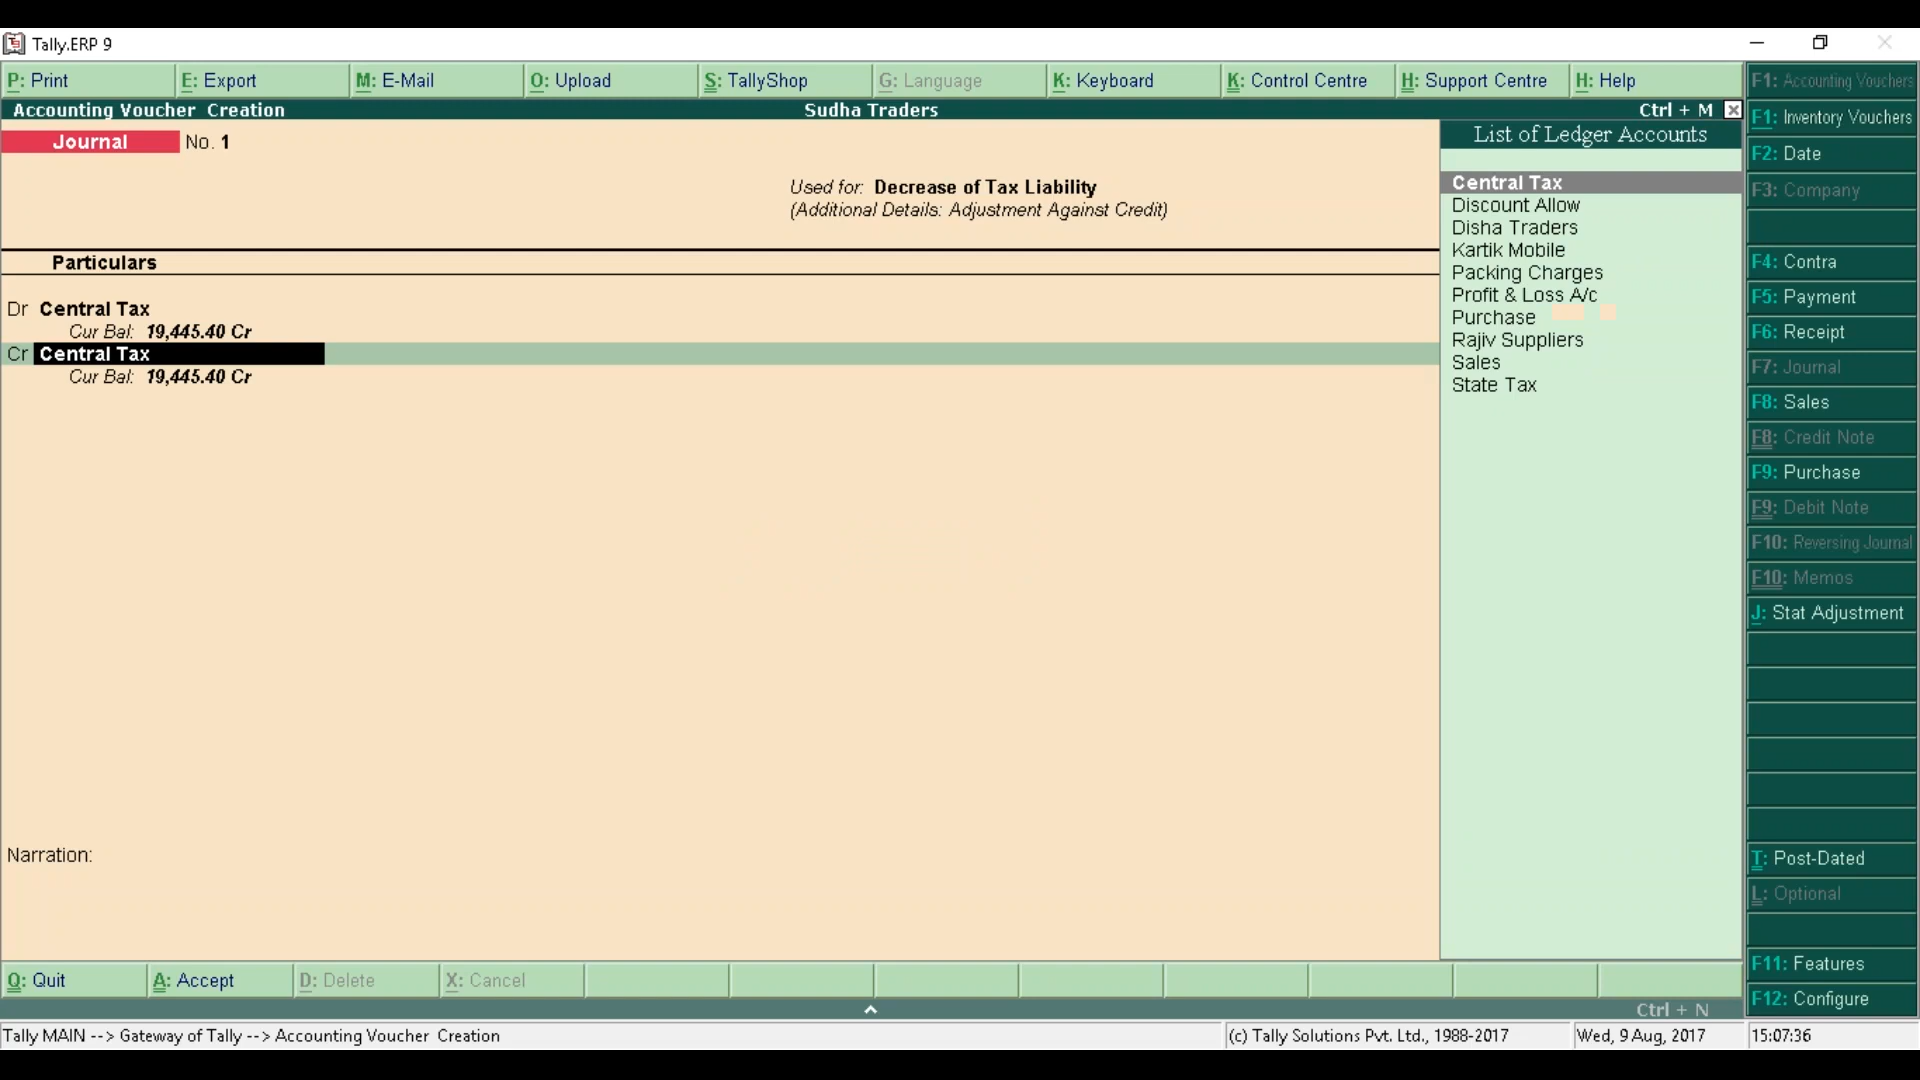 Tally.ERP 9
P: Print E: Export M: E-Mail O: Upload S: TallyShop G: Language K: Keyboard K: Control Centre H: Support Centre H: Help
Accounting Voucher Creation Sudha Traders Ctrl + M
Journal No. 1
Used for: Decrease of Tax Liability
(Additional Details: Adjustment Against Credit)
Particulars
Dr Central Tax
Cur Bal: 19,445.40 Cr
Cr Central Tax
Cur Bal: 19,445.40 Cr
Narration:
List of Ledger Accounts
Central Tax
Discount Allow
Disha Traders
Kartik Mobile
Packing Charges
Profit & Loss A/c
Purchase
Rajiv Suppliers
Sales
State Tax
F1: Accounting Vouchers
F1: Inventory Vouchers
F2: Date
F3: Company
F4: Contra
F5: Payment
F6: Receipt
F7: Journal
F8: Sales
F8: Credit Note
F9: Purchase
F9: Debit Note
F10: Reversing Journal
F10: Memos
J: Stat Adjustment
T: Post-Dated
L: Optional
F11: Features
F12: Configure
Q: Quit A: Accept D: Delete X: Cancel
Ctrl + N
Tally MAIN --> Gateway of Tally --> Accounting Voucher Creation (c) Tally Solutions Pvt. Ltd., 1988-2017 Wed, 9 Aug, 2017 15:07:36